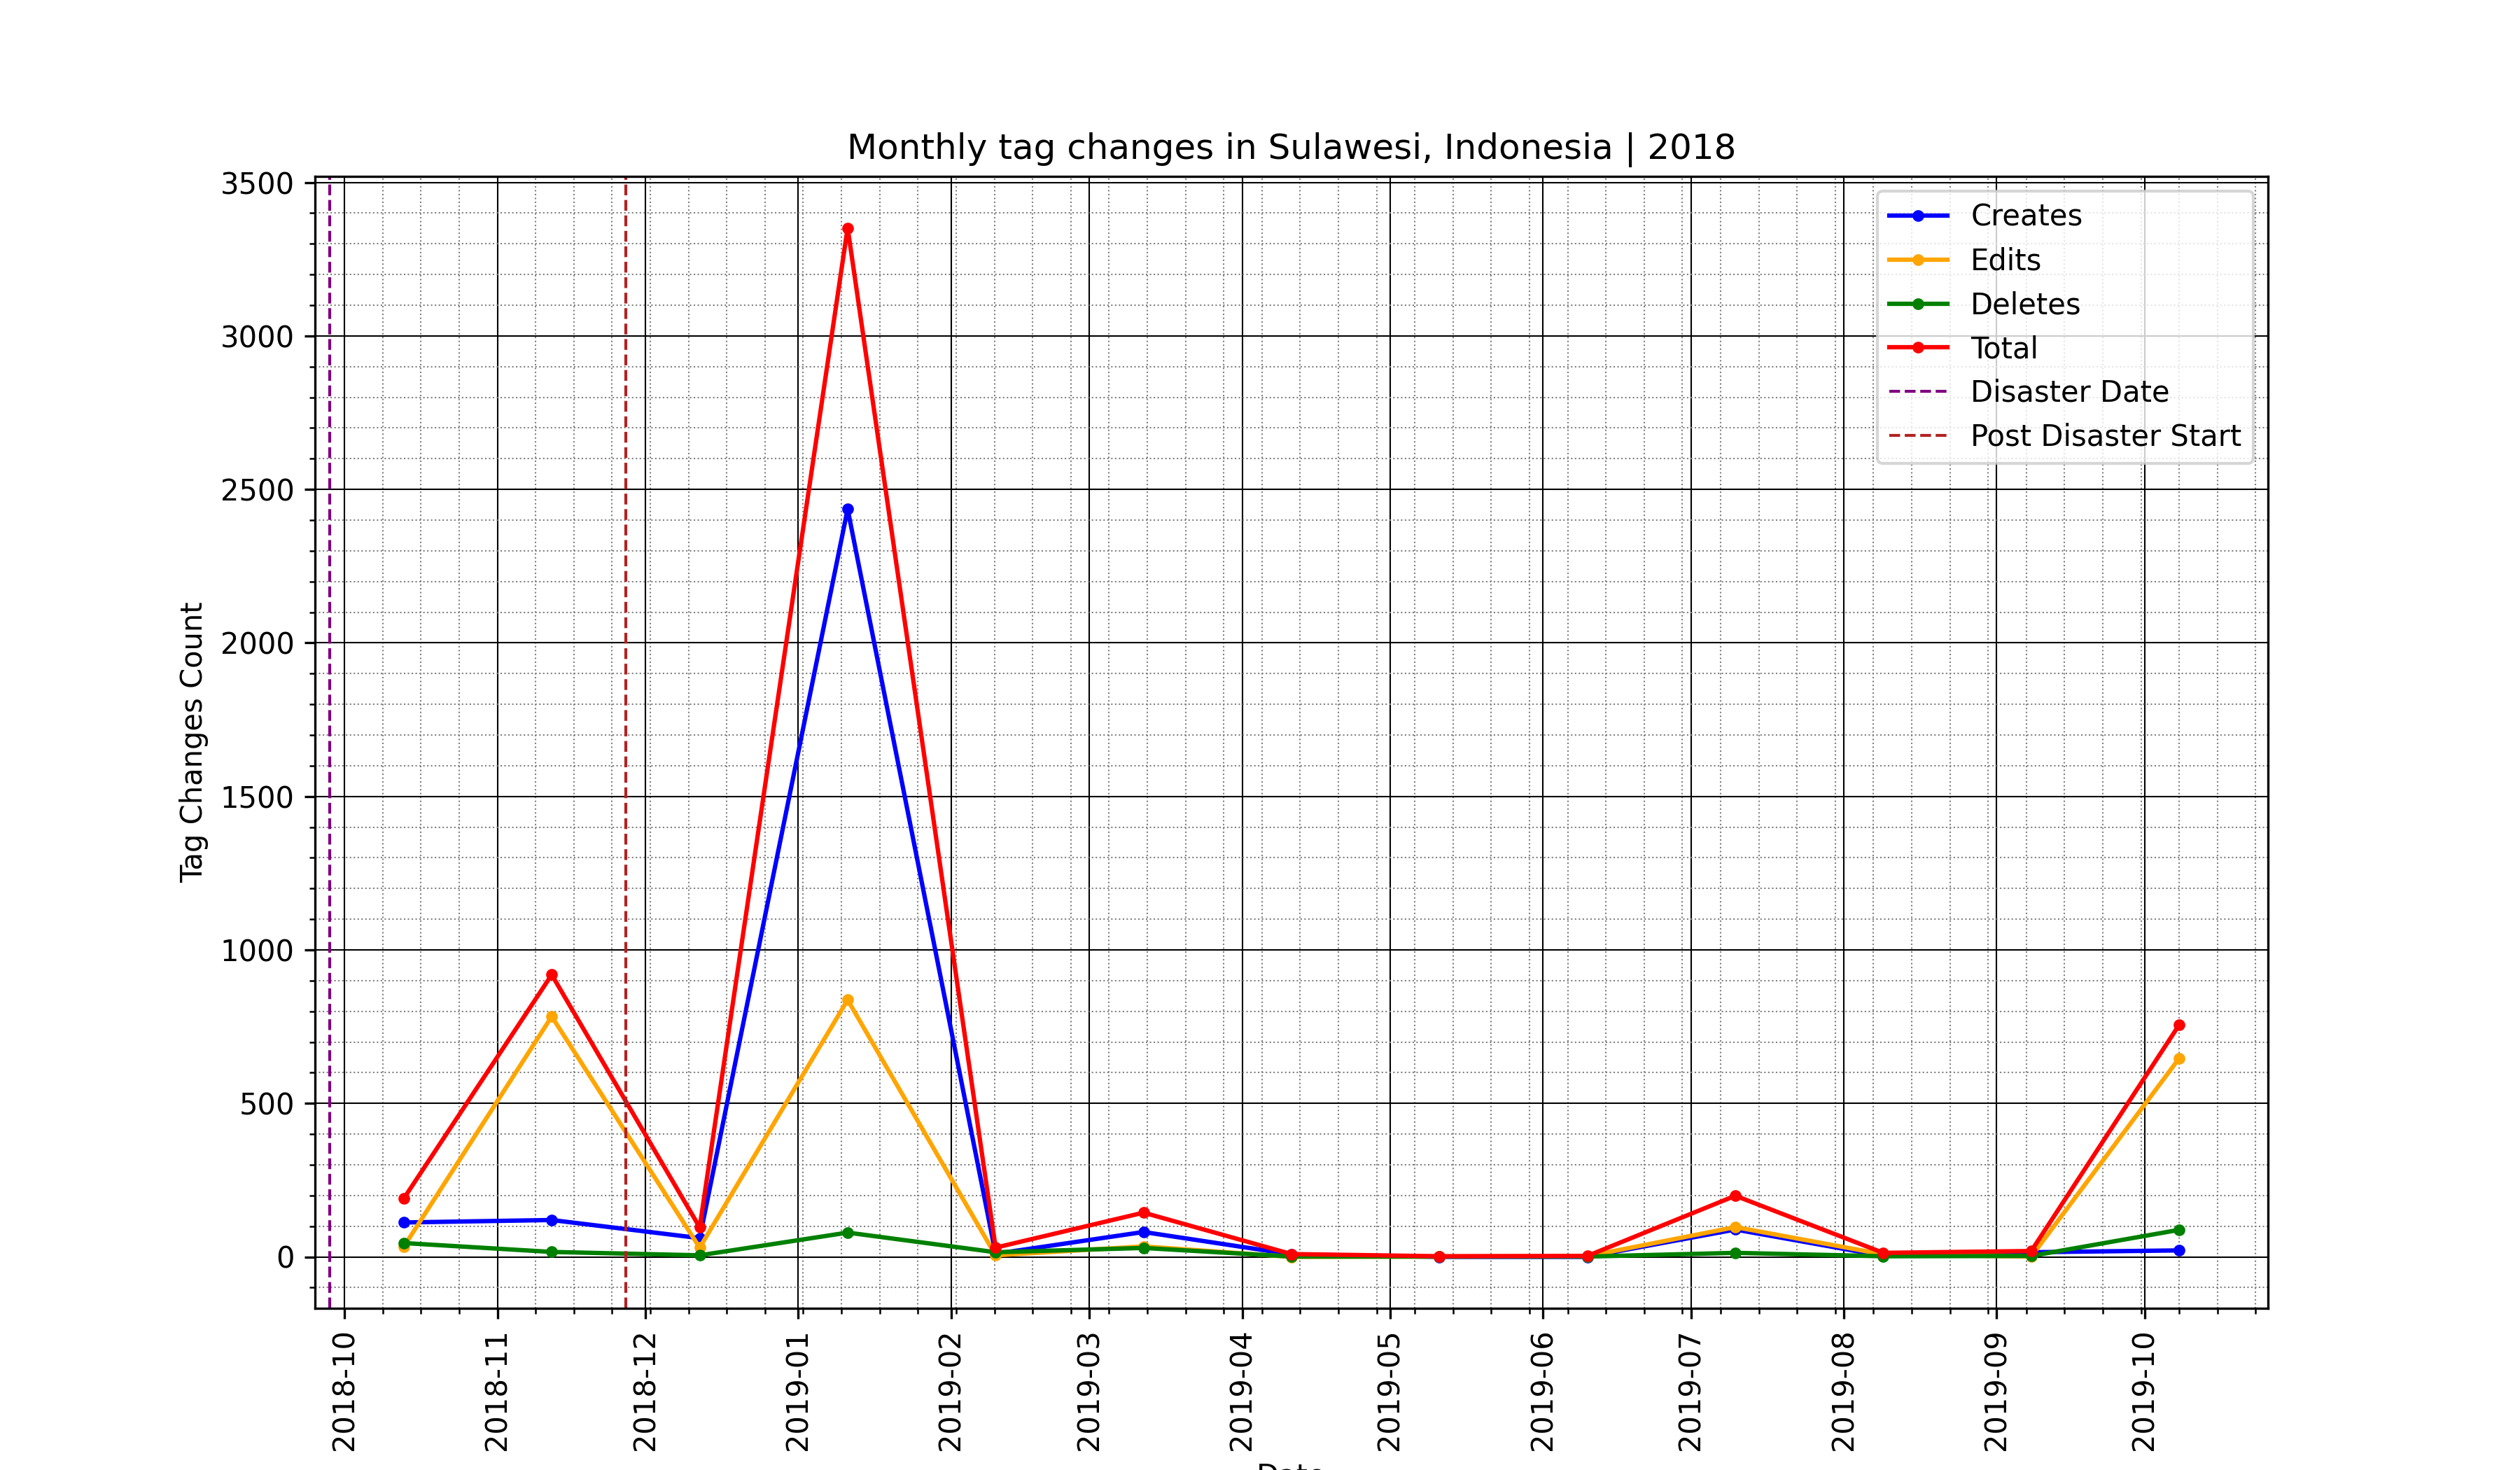 Monthly tag changes in Sulawesi, Indonesia | 2018
Tag Changes Count
3500
3000
2500
2000
1500
1000
500
0
Creates
Edits
Deletes
Total
Disaster Date
Post Disaster Start
2018-10
2018-11
2018-12
2019-01
2019-02
2019-03
2019-04
2019-05
2019-06
2019-07
2019-08
2019-09
2019-10
Date